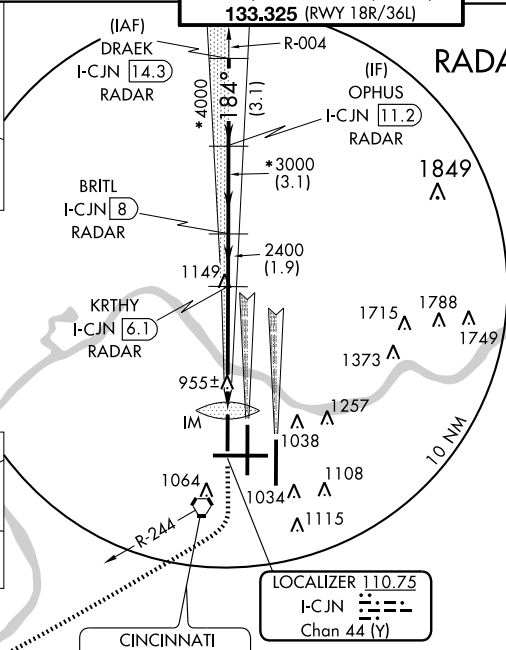 133.325 (RWY 18R/36L)
(IAF)
DRAEK
I-CJN 14.3
RADAR
R-004
184°
(3.1)
*4000
(IF)
OPHUS
I-CJN 11.2
RADAR
RADA
*3000
(3.1)
1849
BRITL
I-CJN 8
RADAR
2400
(1.9)
1149
KRTHY
I-CJN 6.1
RADAR
1715
1788
1749
1373
955±
IM
1257
1038
10 NM
1064
1034
1108
1115
R-244
LOCALIZER 110.75
I-CJN
Chan 44 (Y)
CINCINNATI